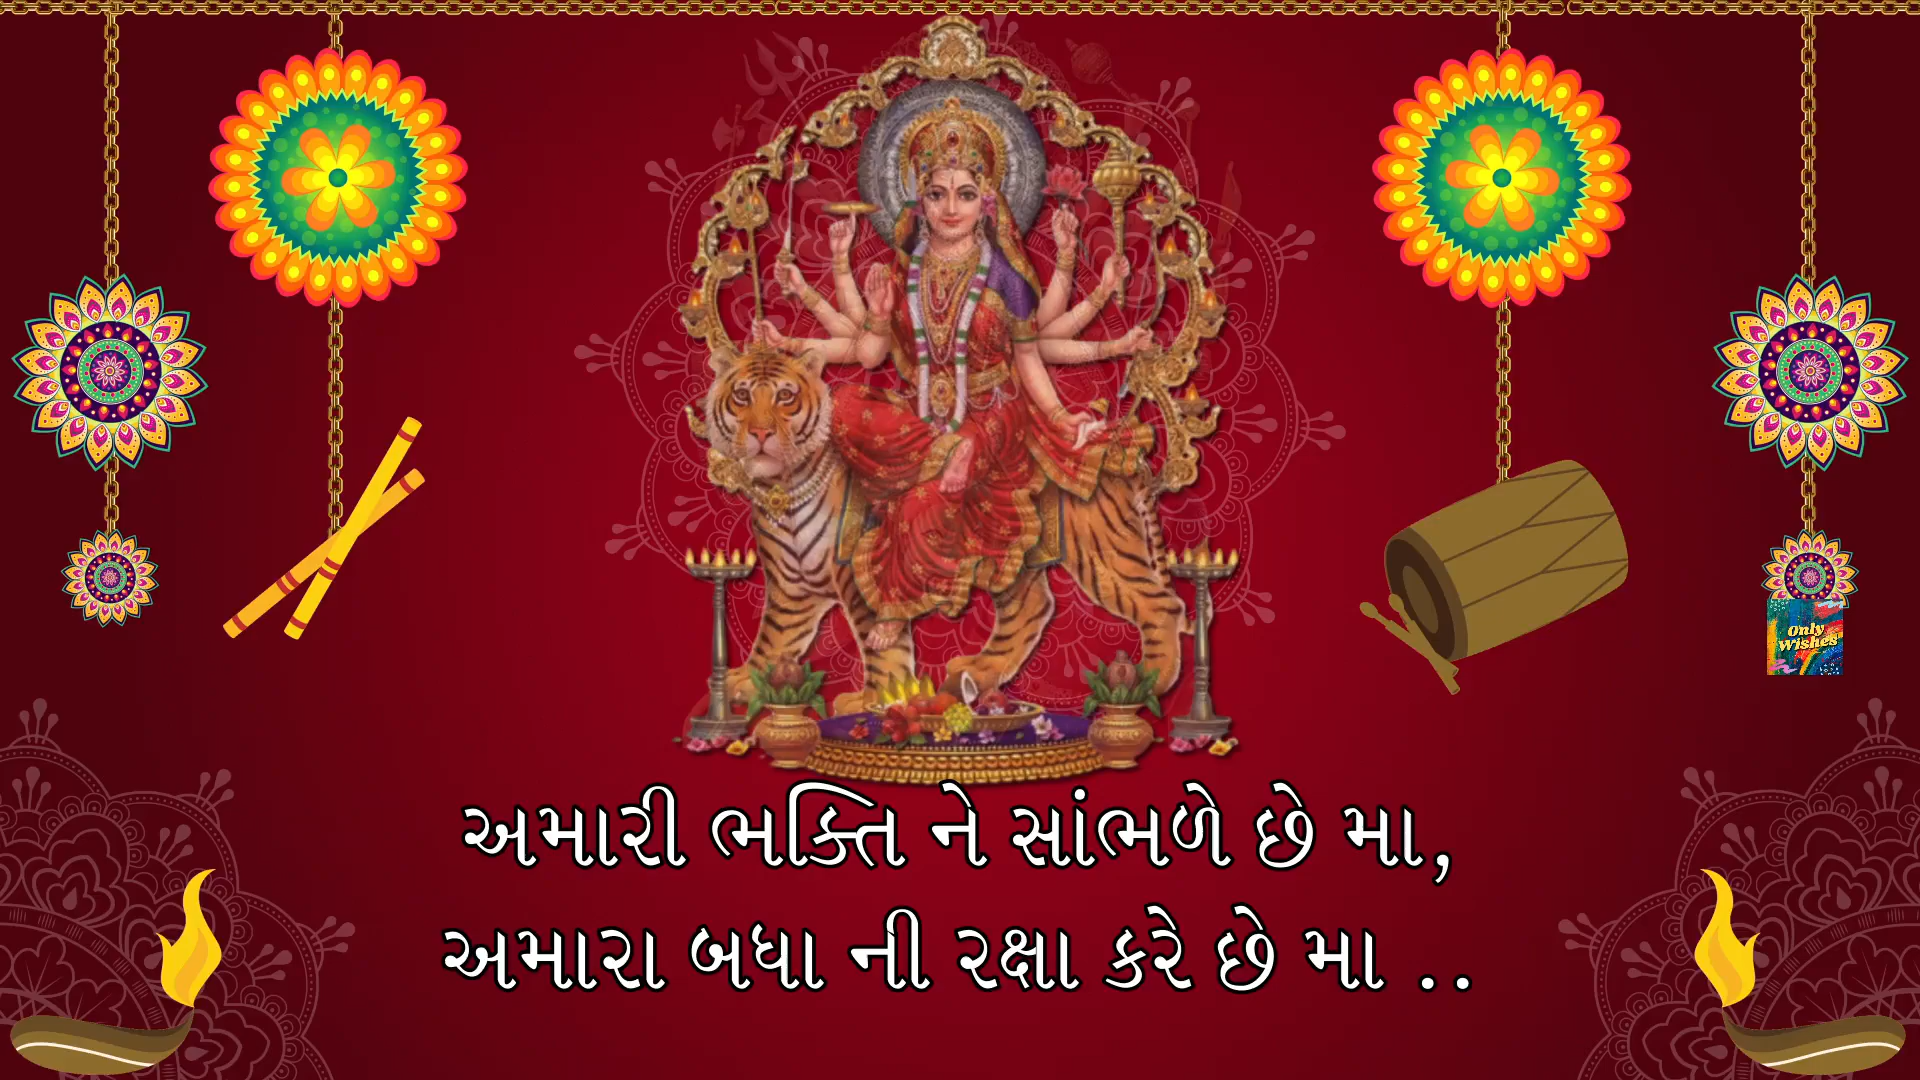 Only
Wishes
અમારી ભક્તિ ને સાંભળે છે મા,
અમારા બધા ની રક્ષા કરે છે મા ..